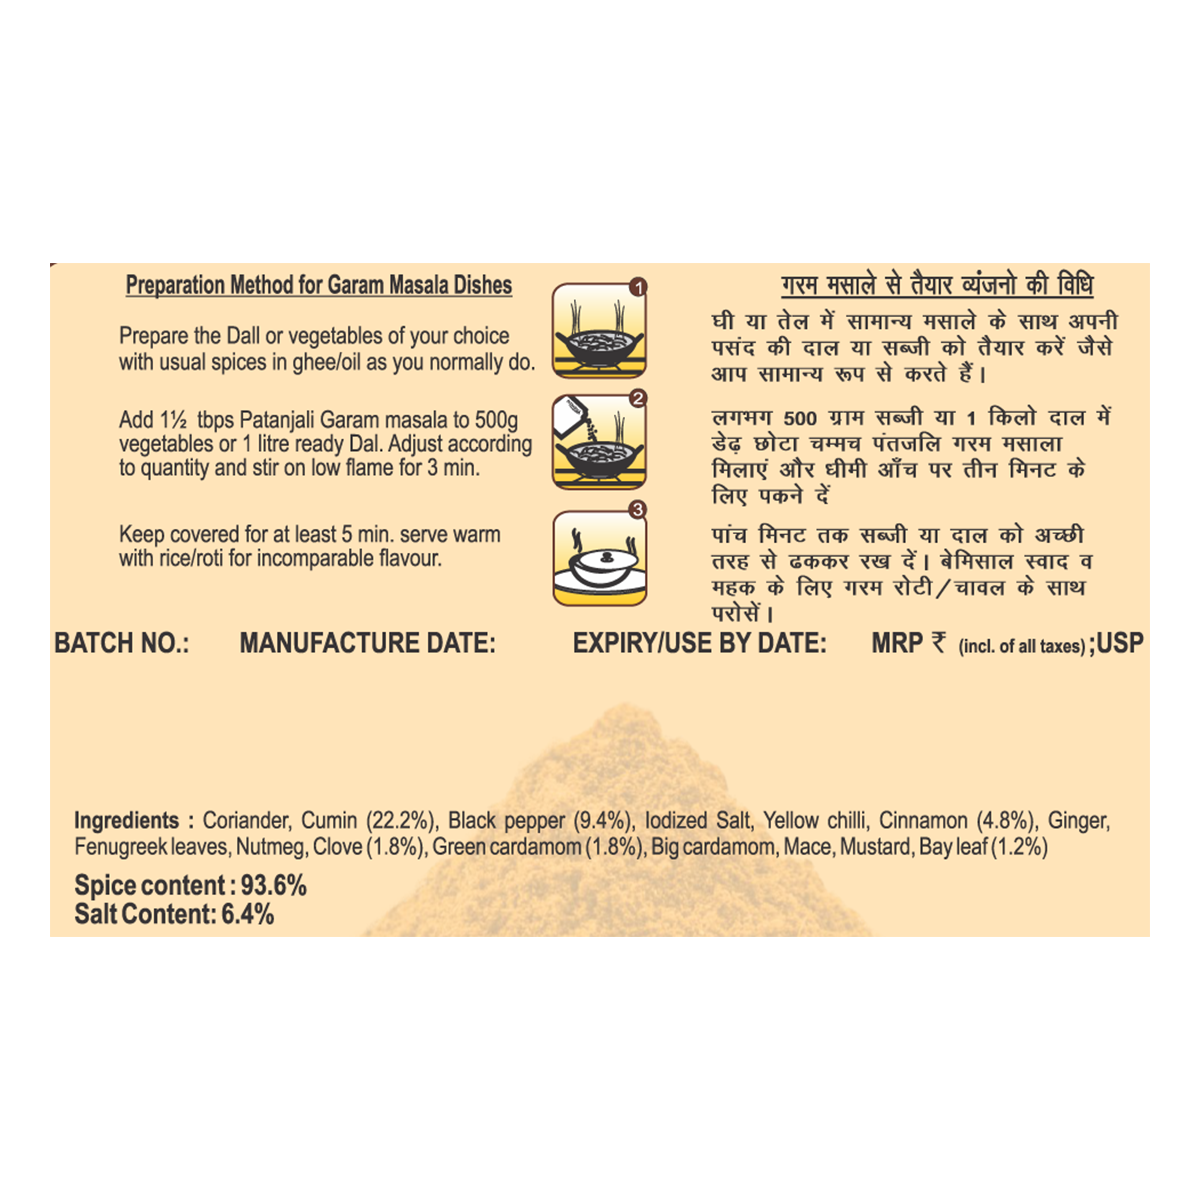 Preparation Method for Garam Masala Dishes
Prepare the Dall or vegetables of your choice
with usual spices in ghee/oil as you normally do.
Add 1½ tbps Patanjali Garam masala to 500g
vegetables or 1 litre ready Dal. Adjust according
to quantity and stir on low flame for 3 min.
Keep covered for at least 5 min. serve warm
with rice/roti for incomparable flavour.
1
2
3
गरम मसाले से तैयार व्यंजनो की विधि
घी या तेल में सामान्य मसाले के साथ अपनी
पसंद की दाल या सब्जी को तैयार करें जैसे
आप सामान्य रूप से करते हैं।
लगभग 500 ग्राम सब्जी या 1 किलो दाल में
डेढ़ छोटा चम्मच पंतजलि गरम मसाला
मिलाएं और धीमी आँच पर तीन मिनट के
लिए पकने दें
पांच मिनट तक सब्जी या दाल को अच्छी
तरह से ढककर रख दें। बेमिसाल स्वाद व
महक के लिए गरम रोटी/चावल के साथ
परोसें।
BATCH NO.: MANUFACTURE DATE: EXPIRY/USE BY DATE: MRP ₹ (incl. of all taxes) ;USP
Ingredients : Coriander, Cumin (22.2%), Black pepper (9.4%), Iodized Salt, Yellow chilli, Cinnamon (4.8%), Ginger,
Fenugreek leaves, Nutmeg, Clove (1.8%), Green cardamom (1.8%), Big cardamom, Mace, Mustard, Bay leaf (1.2%)
Spice content : 93.6%
Salt Content: 6.4%